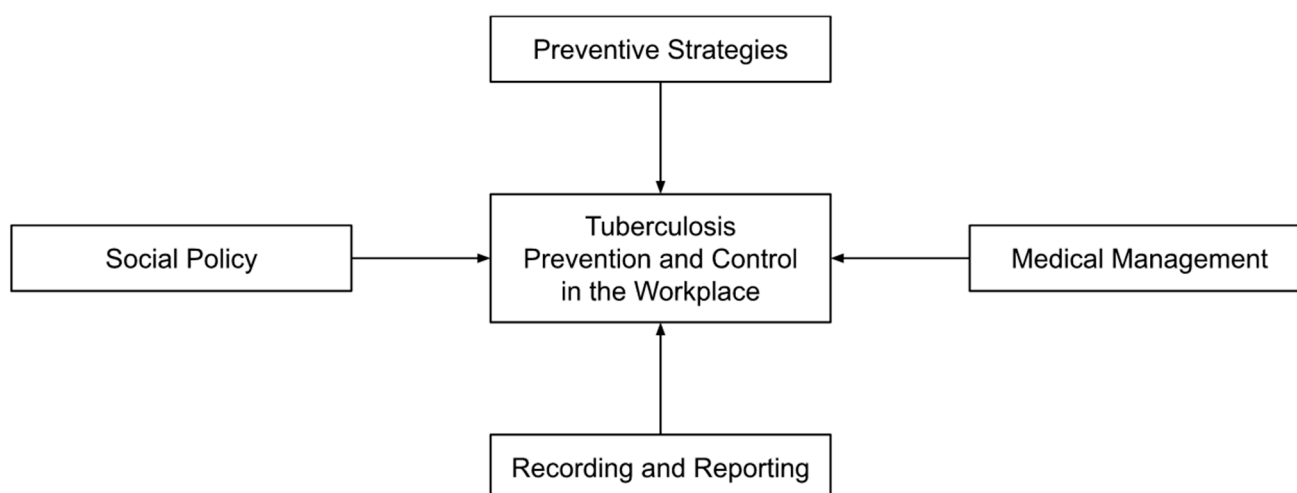 Preventive Strategies
Social Policy
Tuberculosis
Prevention and Control
in the Workplace
Medical Management
Recording and Reporting